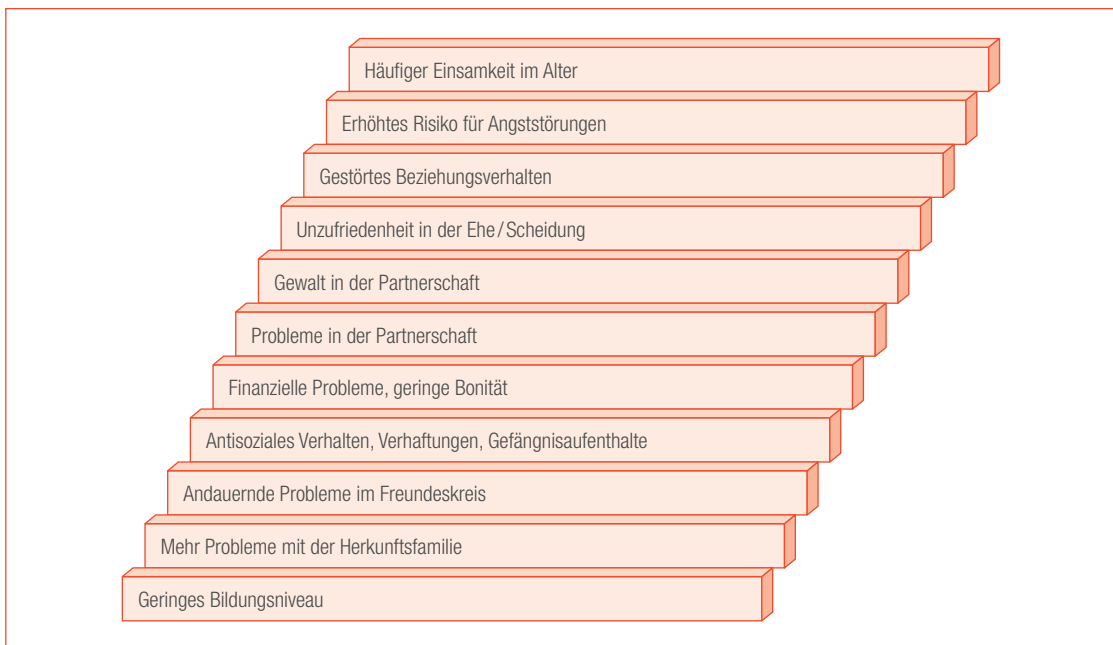 Häufiger Einsamkeit im Alter
Erhöhtes Risiko für Angststörungen
Gestörtes Beziehungsverhalten
Unzufriedenheit in der Ehe/Scheidung
Gewalt in der Partnerschaft
Probleme in der Partnerschaft
Finanzielle Probleme, geringe Bonität
Antisoziales Verhalten, Verhaftungen, Gefängnisaufenthalte
Andauernde Probleme im Freundeskreis
Mehr Probleme mit der Herkunftsfamilie
Geringes Bildungsniveau